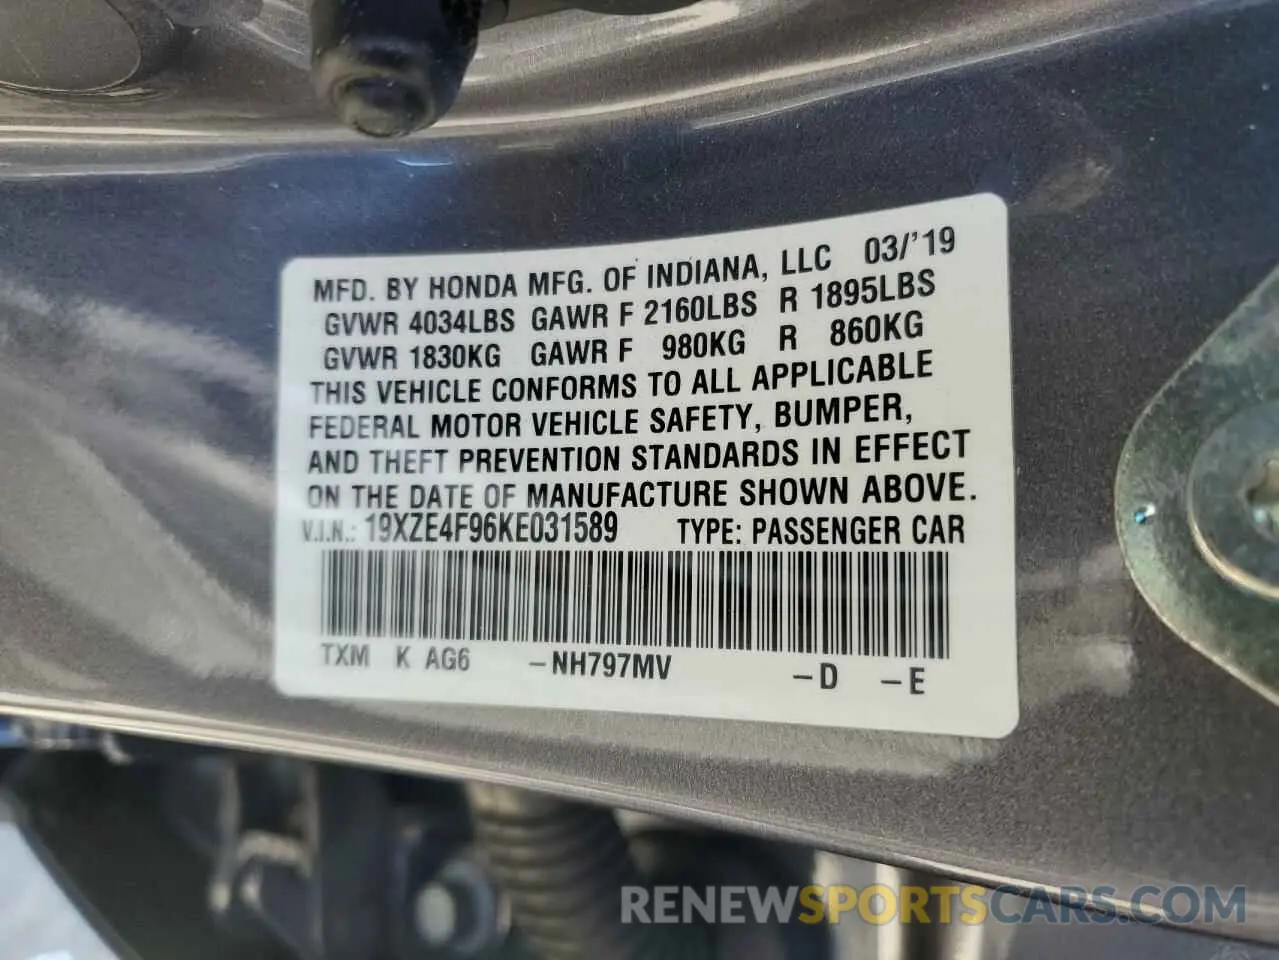 MFD. BY HONDA MFG. OF INDIANA, LLC 03/'19
GVWR 4034LBS GAWR F 2160LBS R 1895LBS
GVWR 1830KG GAWR F 980KG R 860KG
THIS VEHICLE CONFORMS TO ALL APPLICABLE
FEDERAL MOTOR VEHICLE SAFETY, BUMPER,
AND THEFT PREVENTION STANDARDS IN EFFECT
ON THE DATE OF MANUFACTURE SHOWN ABOVE.
V.I.N.: 19XZE4F96KE031589 TYPE: PASSENGER CAR
TXM K AG6 -NH797MV -D -E
RENEWSPORTSCARS.COM